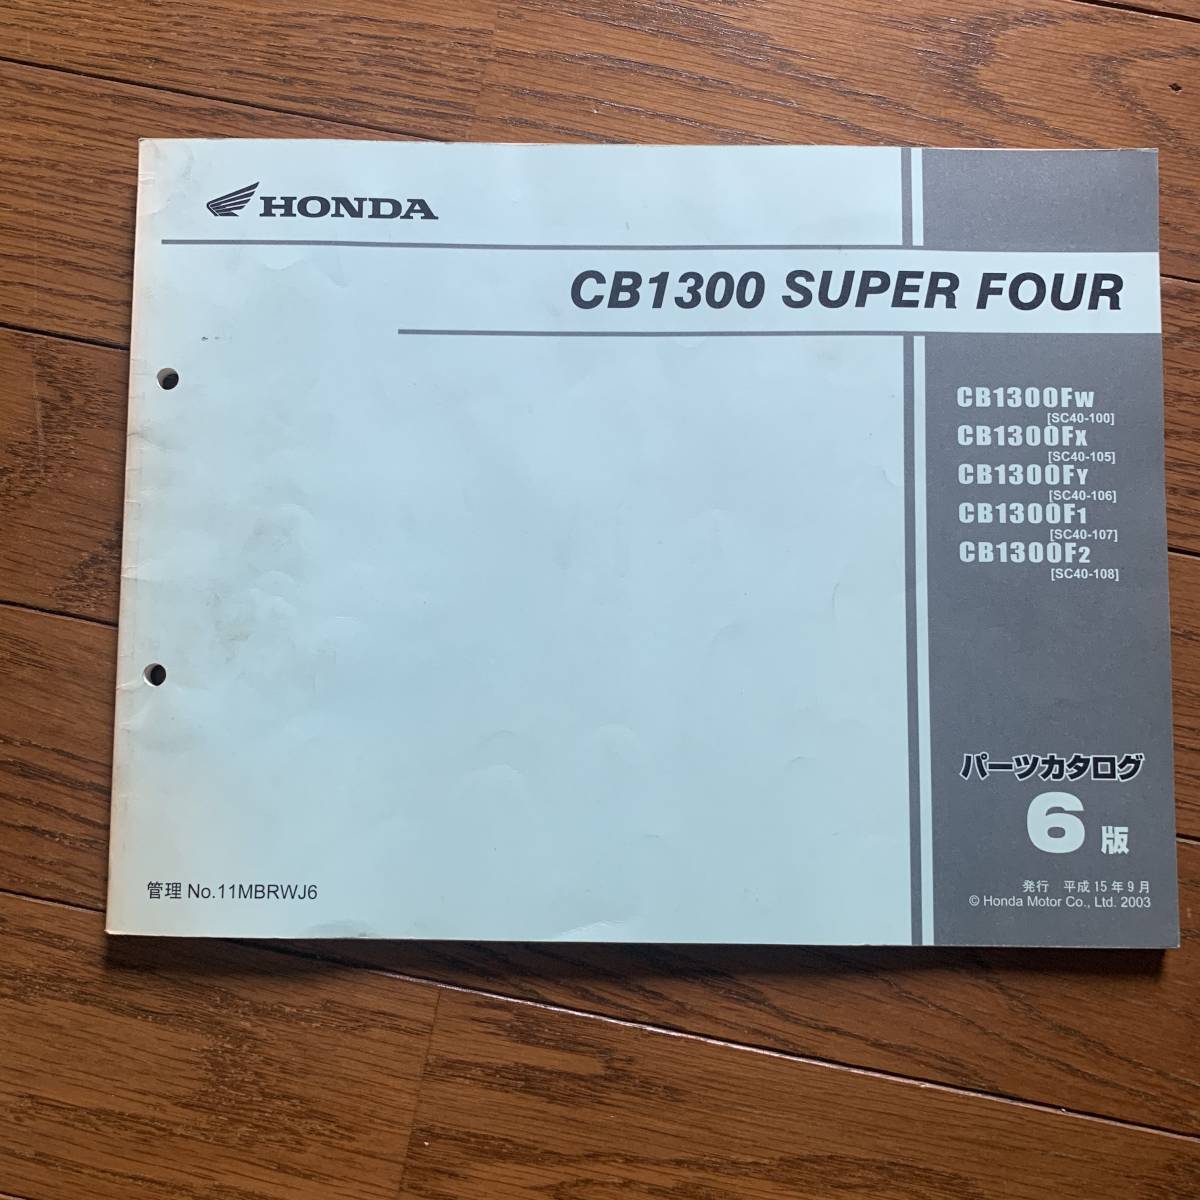 HONDA
CB1300 SUPER FOUR
CB1300FW
[SC40-100]
CB1300FX
[SC40-105]
CB1300FY
[SC40-106]
CB1300F1
[SC40-107]
CB1300F2
[SC40-108]
パーツカタログ
6版
発行 平成15年9月
© Honda Motor Co., Ltd. 2003
管理 No.11MBRWJ6